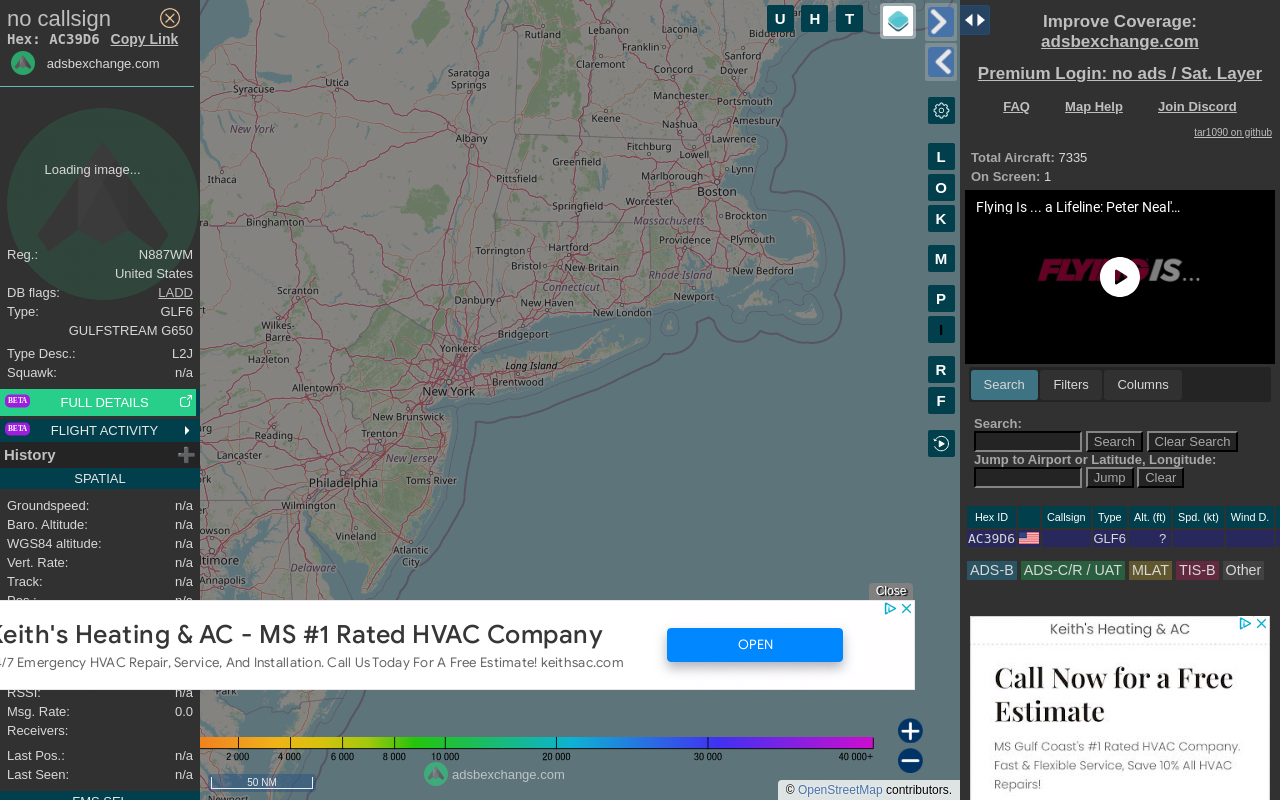 no callsign
Hex: AC39D6 Copy Link
adsbexchange.com
Loading image...
Reg.: N887WM
United States
DB flags: LADD
Type: GLF6
GULFSTREAM G650
Type Desc.: L2J
Squawk: n/a
BETA FULL DETAILS
BETA FLIGHT ACTIVITY
History
SPATIAL
Groundspeed: n/a
Baro. Altitude: n/a
WGS84 altitude: n/a
Vert. Rate: n/a
Track: n/a
Pos.: n/a
RSSI: n/a
Msg. Rate: 0.0
Receivers:
Last Pos.: n/a
Last Seen: n/a
FMS SEL
U H T
L
O
K
M
P
I
R
F
Rutland
Lebanon
Laconia
Franklin
Sanford
Claremont
Concord
Dover
Saratoga
Springs
Utica
Syracuse
Manchester
Portsmouth
Keene
Nashua
Amesbury
New York
Albany
Lawrence
Fitchburg
Lowell
Greenfield
Ithaca
Pittsfield
Marlborough
Lynn
Boston
Worcester
Springfield
Massachusetts
Brockton
Binghamton
Torrington
Hartford
Providence
Plymouth
Bristol
New Britain
Rhode Island
New Bedford
Connecticut
Danbury
New Haven
Newport
New London
Scranton
Wilkes-
Barre
Bridgeport
Yonkers
Hazleton
Long Island
Brentwood
Allentown
New York
New Brunswick
Reading
Trenton
Lancaster
New Jersey
Philadelphia
Toms River
Wilmington
Vineland
Atlantic
City
Annapolis
Delaware
Close
Keith's Heating & AC - MS #1 Rated HVAC Company
4/7 Emergency HVAC Repair, Service, And Installation. Call Us Today For A Free Estimate! keithsac.com
OPEN
2 000 4 000 6 000 8 000 10 000 20 000 30 000 40 000+
adsbexchange.com
50 NM
Newport
© OpenStreetMap contributors.
Improve Coverage:
adsbexchange.com
Premium Login: no ads / Sat. Layer
FAQ Map Help Join Discord
tar1090 on github
Total Aircraft: 7335
On Screen: 1
Flying Is ... a Lifeline: Peter Neal'...
FLYING IS...
Search Filters Columns
Search:
Search Clear Search
Jump to Airport or Latitude, Longitude:
Jump Clear
Hex ID Callsign Type Alt. (ft) Spd. (kt) Wind D.
AC39D6 GLF6 ?
ADS-B ADS-C/R / UAT MLAT TIS-B Other
Keith's Heating & AC
Call Now for a Free
Estimate
MS Gulf Coast's #1 Rated HVAC Company.
Fast & Flexible Service, Save 10% All HVAC
Repairs!